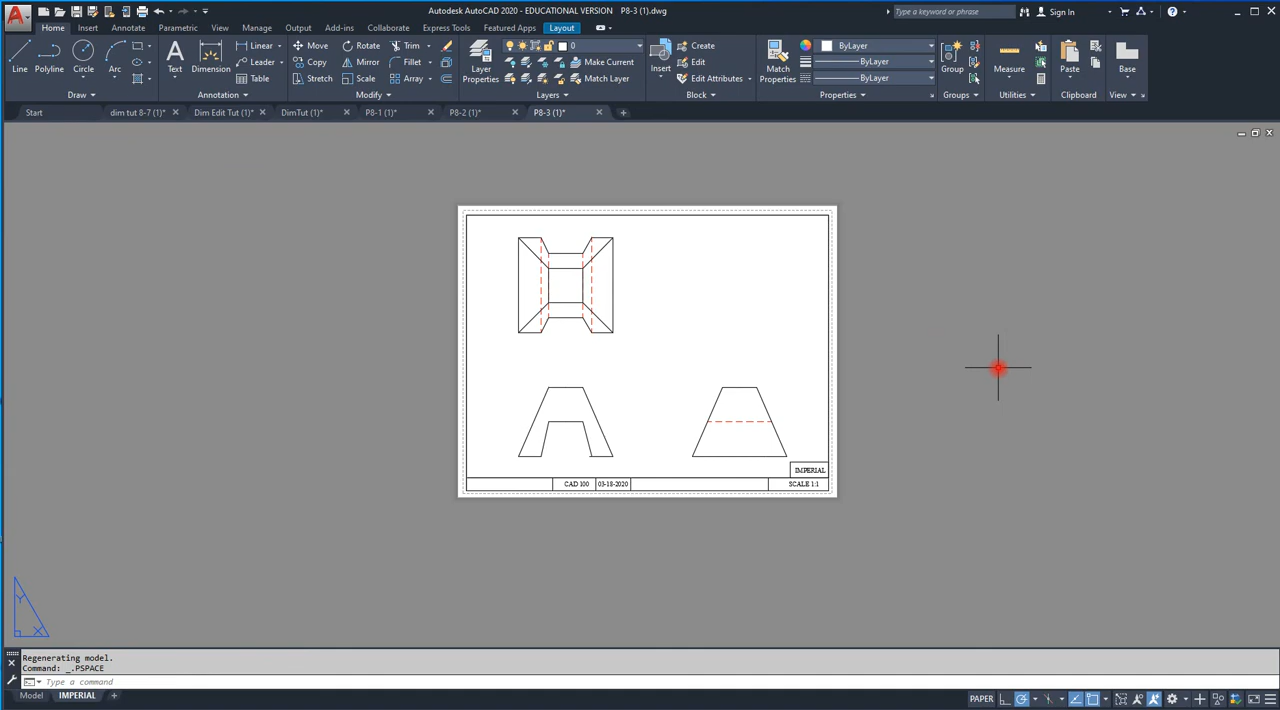 Autodesk AutoCAD 2020 - EDUCATIONAL VERSION P8-3 (1).dwg
Type a keyword or phrase
Sign In
Home Insert Annotate Parametric View Manage Output Add-ins Collaborate Express Tools Featured Apps Layout
Line Polyline Circle Arc
Draw
Text Dimension
Linear
Leader
Table
Annotation
Move Rotate Trim
Copy Mirror Fillet
Stretch Scale Array
Modify
Layer Properties
0
Make Current
Match Layer
Layers
Insert
Create
Edit
Edit Attributes
Block
Match Properties
ByLayer
ByLayer
ByLayer
Properties
Group
Groups
Measure
Utilities
Paste
Clipboard
Base
View
Start dim tut 8-7 (1)* Dim Edit Tut (1)* DimTut (1)* P8-1 (1)* P8-2 (1)* P8-3 (1)*
IMPERIAL
CAD 100 03-18-2020 SCALE 1:1
Y
X
Regenerating model.
Command: _.PSPACE
Type a command
Model IMPERIAL
PAPER